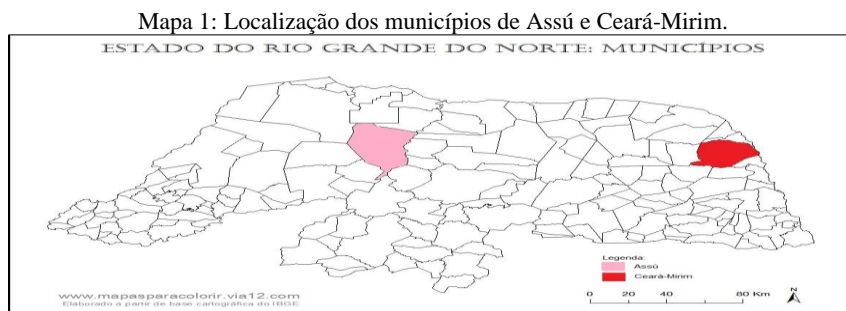 Mapa 1: Localização dos municípios de Assú e Ceará-Mirim.
ESTADO DO RIO GRANDE DO NORTE: MUNICÍPIOS
Legenda:
Assú
Ceará-Mirim
www.mapasparacolorir.via12.com
Elaborado a partir de base cartográfica do IBGE
0 20 40 80 Km
N